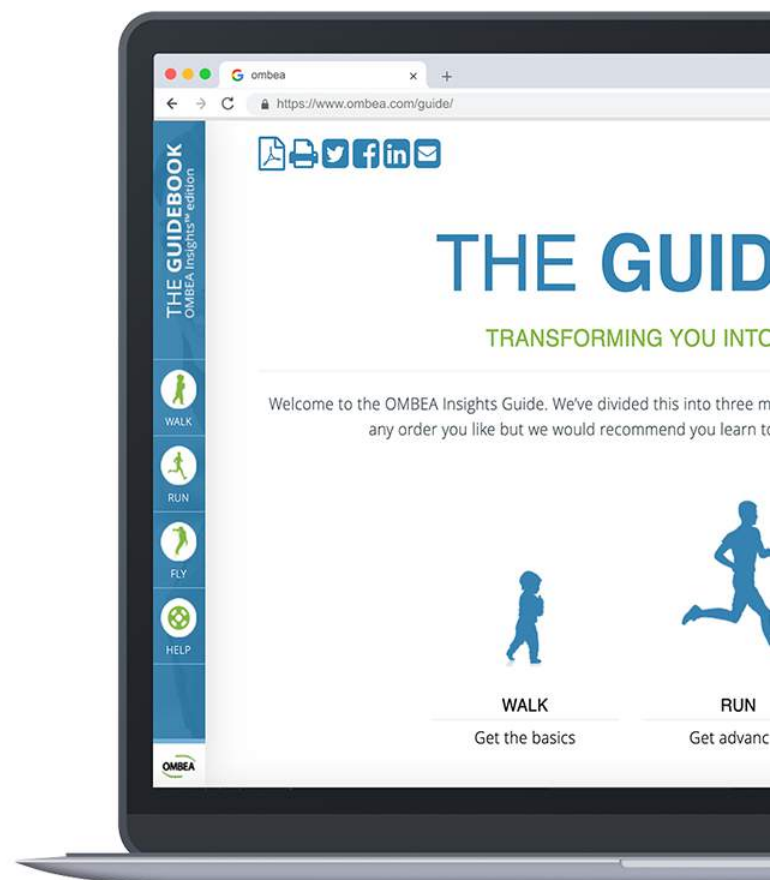 ombea
https://www.ombea.com/guide/
THE GUIDEBOOK
OMBEA Insights™ edition
WALK
RUN
FLY
HELP
OMBEA
THE GUID
TRANSFORMING YOU INTO
Welcome to the OMBEA Insights Guide. We've divided this into three m
any order you like but we would recommend you learn to
WALK
Get the basics
RUN
Get advanc